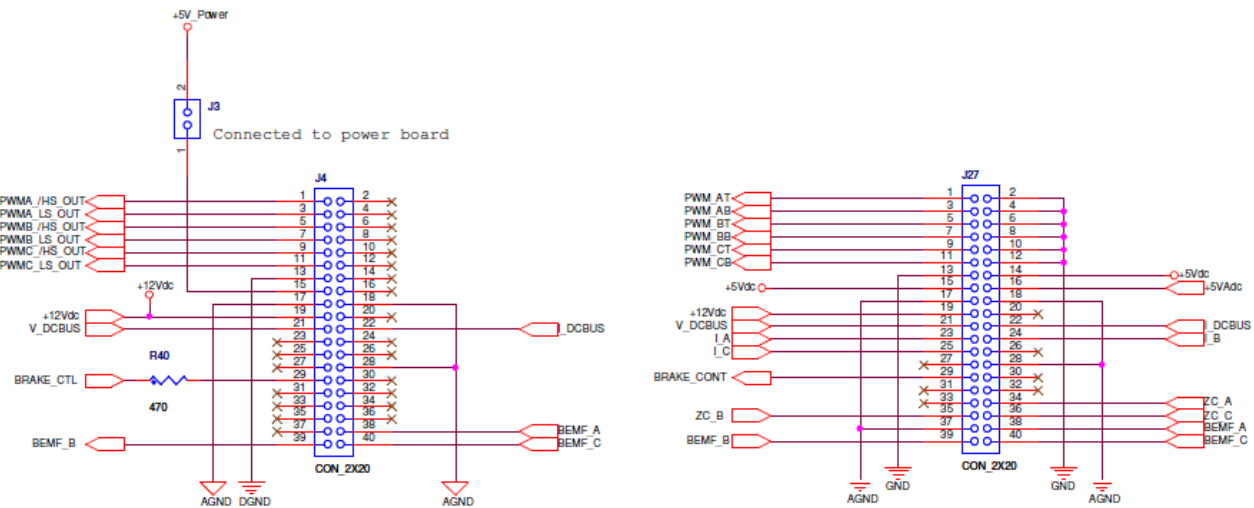 +5V_Power
2
J3
Connected to power board
1
J4
PWMA_/HS_OUT 1 2
PWMA_LS_OUT 3 4
PWMB_/HS_OUT 5 6
PWMB_LS_OUT 7 8
PWMC_/HS_OUT 9 10
PWMC_LS_OUT 11 12
13 14
15 16
17 18
+12Vdc
+12Vdc 19 20
V_DCBUS 21 22 I_DCBUS
23 24
25 26
R40
27 28
BRAKE_CTL 29 30
31 32
470
33 34
35 36
37 38 BEMF_A
BEMF_B 39 40 BEMF_C
CON_2X20
AGND DGND AGND
J27
PWM_AT 1 2
PWM_AB 3 4
PWM_BT 5 6
PWM_BB 7 8
PWM_CT 9 10
PWM_CB 11 12
13 14 +5Vdc
+5Vdc 15 16 +5VAdc
17 18
+12Vdc 19 20
V_DCBUS 21 22 I_DCBUS
I_A 23 24 I_B
I_C 25 26
27 28
BRAKE_CONT 29 30
31 32
33 34 ZC_A
ZC_B 35 36 ZC_C
37 38 BEMF_A
BEMF_B 39 40 BEMF_C
CON_2X20
AGND GND GND AGND